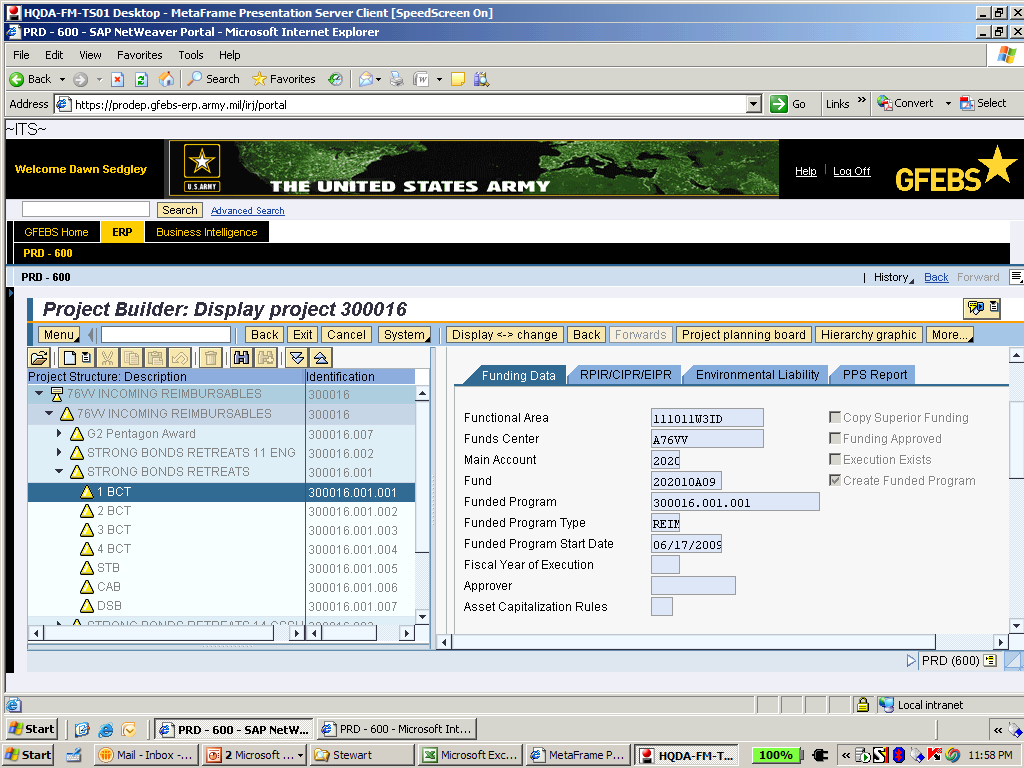 HQDA-FM-TS01 Desktop - MetaFrame Presentation Server Client [SpeedScreen On]
PRD - 600 - SAP NetWeaver Portal - Microsoft Internet Explorer
File Edit View Favorites Tools Help
Back Search Favorites
Address https://prodep.gfebs-erp.army.mil/irj/portal Go Links » Convert Select
~ITS~
Welcome Dawn Sedgley U.S.ARMY THE UNITED STATES ARMY Help Log Off GFEBS
Search Advanced Search
GFEBS Home ERP Business Intelligence
PRD - 600
PRD - 600 History Back Forward
Project Builder: Display project 300016
Menu Back Exit Cancel System Display <-> change Back Forwards Project planning board Hierarchy graphic More...
Project Structure: Description Identification
76VV INCOMING REIMBURSABLES 300016
76VV INCOMING REIMBURSABLES 300016
G2 Pentagon Award 300016.007
STRONG BONDS RETREATS 11 ENG 300016.002
STRONG BONDS RETREATS 300016.001
1 BCT 300016.001.001
2 BCT 300016.001.002
3 BCT 300016.001.003
4 BCT 300016.001.004
STB 300016.001.005
CAB 300016.001.006
DSB 300016.001.007
Funding Data RPIR/CIPR/EIPR Environmental Liability PPS Report
Functional Area 111011W3ID Copy Superior Funding
Funds Center A76VV Funding Approved
Main Account 2020 Execution Exists
Fund 202010A09 Create Funded Program
Funded Program 300016.001.001
Funded Program Type REIM
Funded Program Start Date 06/17/2009
Fiscal Year of Execution
Approver
Asset Capitalization Rules
PRD (600)
Local intranet
Start PRD - 600 - SAP NetW... PRD - 600 - Microsoft Int... «
Start Mail - Inbox -... 2 Microsoft ... Stewart Microsoft Exc... MetaFrame P... HQDA-FM-T... 100% « 11:58 PM